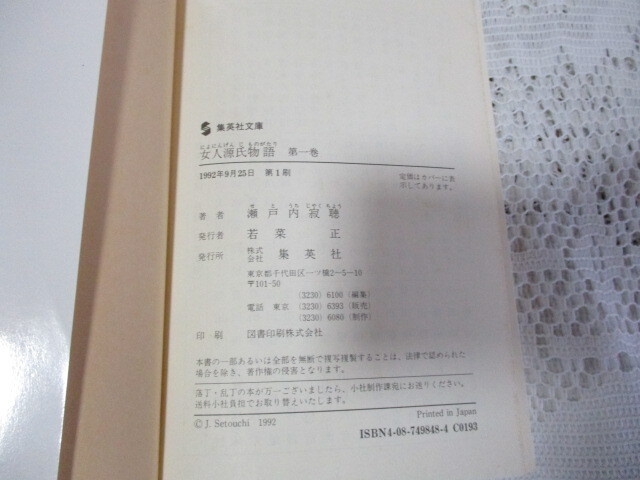 集英社文庫
にょにんげんじものがたり
女人源氏物語 第一巻
1992年9月25日 第1刷
定価はカバーに表
示してあります。
せとうちじゃくちょう
著者 瀬戸内寂聴
発行者 若菜正
発行所 株式会社 集英社
東京都千代田区一ツ橋2-5-10
〒101-50
(3230) 6100 (編集)
電話 東京 (3230) 6393 (販売)
(3230) 6080 (制作)
印刷 図書印刷株式会社
本書の一部あるいは全部を無断で複写複製することは、法律で認められた
場合を除き、著作権の侵害となります。
落丁・乱丁の本が万一ございましたら、小社制作課宛にお送りください。
送料小社負担でお取り替えいたします。
© J. Setouchi 1992
Printed in Japan
ISBN4-08-749848-4 C0193